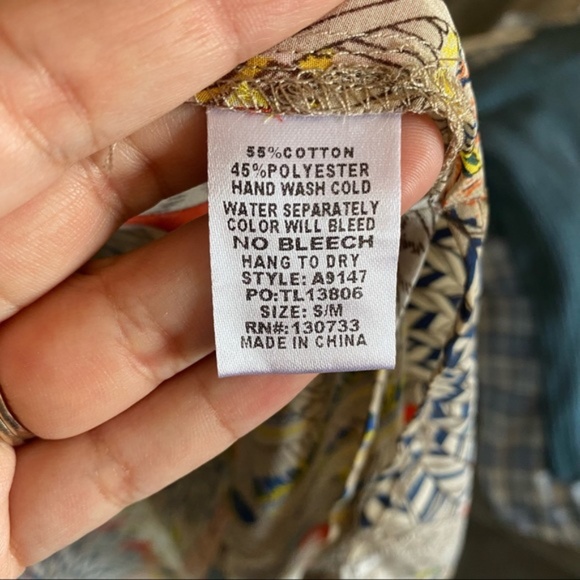 55%COTTON
45%POLYESTER
HAND WASH COLD
WATER SEPARATELY
COLOR WILL BLEED
NO BLEECH
HANG TO DRY
STYLE: A9147
PO:TL13806
SIZE: S/M
RN#:130733
MADE IN CHINA